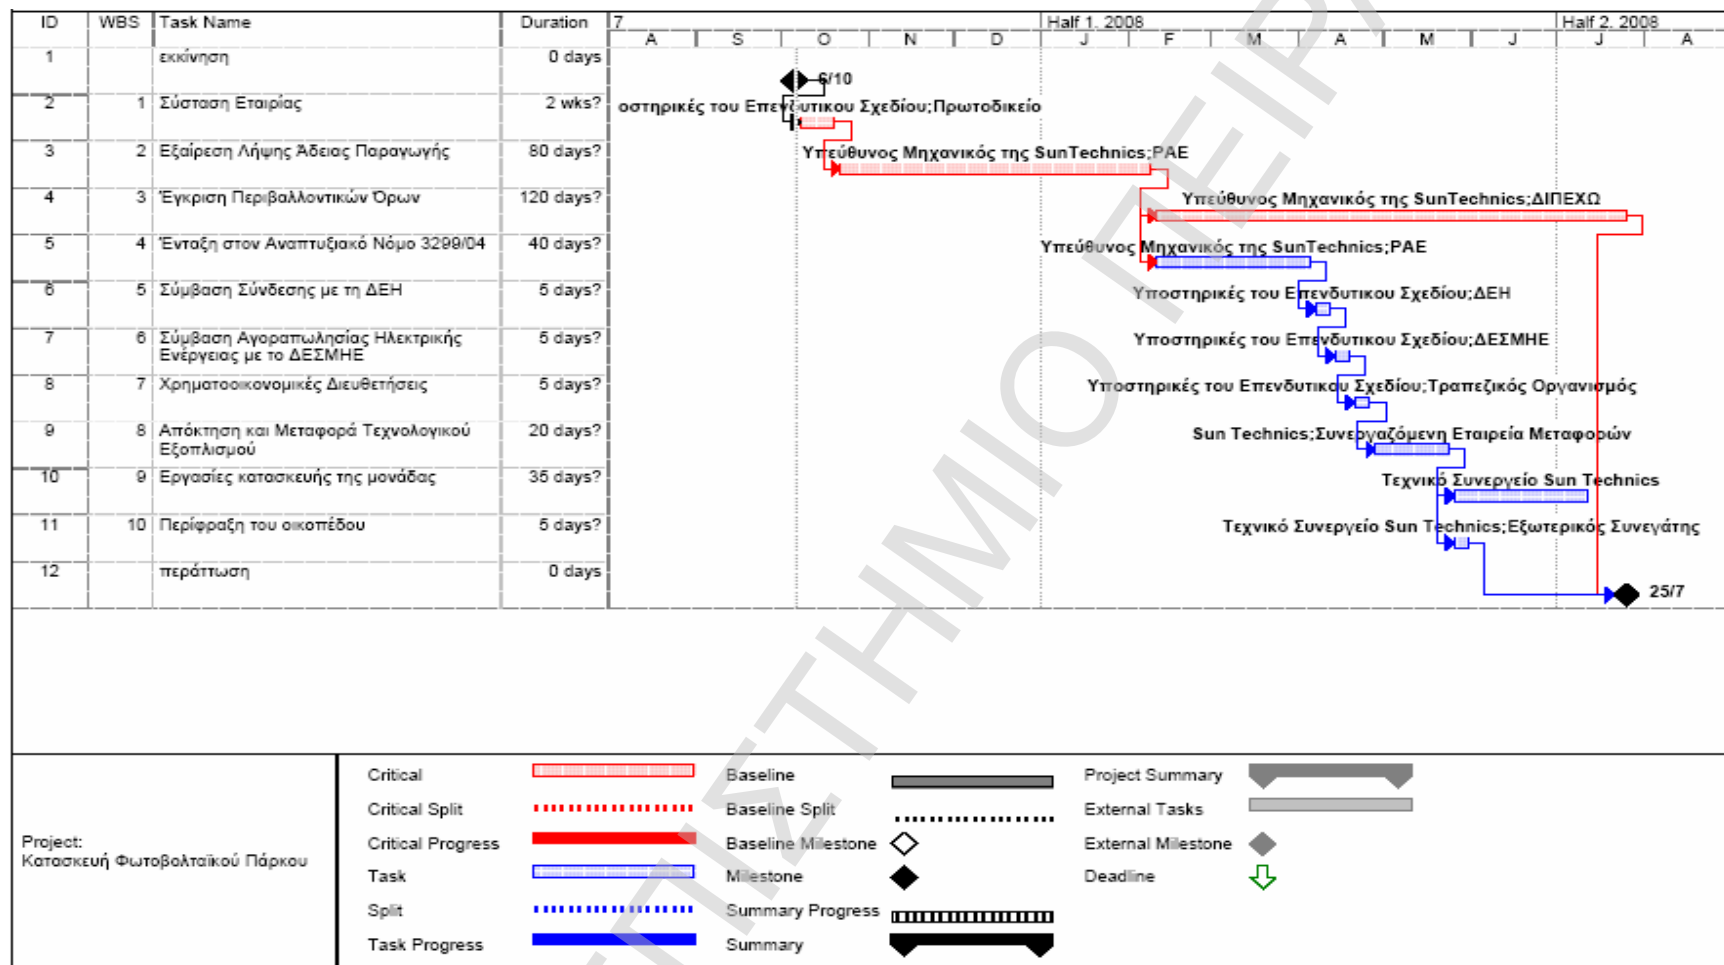 ID WBS Task Name Duration 7 Half 1, 2008 Half 2, 2008
A S O N D J F M A M J J A
1 εκκίνηση 0 days
6/10
2 1 Σύσταση Εταιρίας 2 wks? οστηρικές του Επενδυτικου Σχεδίου;Πρωτοδικείο
3 2 Εξαίρεση Λήψης Άδειας Παραγωγής 80 days? Υπεύθυνος Μηχανικός της SunTechnics;ΡΑΕ
4 3 Έγκριση Περιβαλλοντικών Όρων 120 days? Υπεύθυνος Μηχανικός της SunTechnics;ΔΙΠΕΧΩ
5 4 Ένταξη στον Αναπτυξιακό Νόμο 3299/04 40 days? Υπεύθυνος Μηχανικός της SunTechnics;ΡΑΕ
6 5 Σύμβαση Σύνδεσης με τη ΔΕΗ 5 days? Υποστηρικές του Επενδυτικου Σχεδίου;ΔΕΗ
7 6 Σύμβαση Αγοραπωλησίας Ηλεκτρικής 5 days? Υποστηρικές του Επενδυτικου Σχεδίου;ΔΕΣΜΗΕ
Ενέργειας με το ΔΕΣΜΗΕ
8 7 Χρηματοοικονομικές Διευθετήσεις 5 days? Υποστηρικές του Επενδυτικου Σχεδίου;Τραπεζικός Οργανισμός
9 8 Απόκτηση και Μεταφορά Τεχνολογικού 20 days? Sun Technics;Συνεργαζόμενη Εταιρεία Μεταφορών
Εξοπλισμού
10 9 Εργασίες κατασκευής της μονάδας 35 days? Τεχνικό Συνεργείο Sun Technics
11 10 Περίφραξη του οικοπέδου 5 days? Τεχνικό Συνεργείο Sun Technics;Εξωτερικός Συνεγάτης
12 περάττωση 0 days
25/7
ΠΙΣΤΗΜΙΟ ΠΕΙΡΑ
Project:
Κατασκευή Φωτοβολταϊκού Πάρκου
Critical Baseline Project Summary
Critical Split Baseline Split External Tasks
Critical Progress Baseline Milestone External Milestone
Task Milestone Deadline
Split Summary Progress
Task Progress Summary